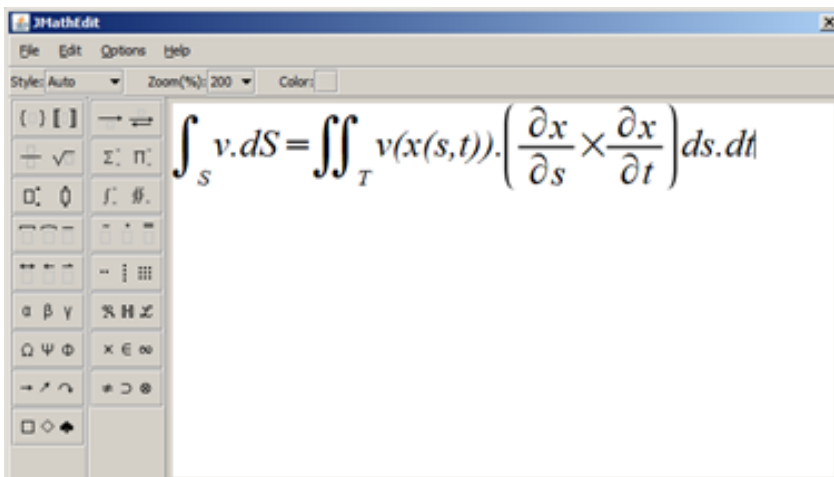 JMathEdit
File Edit Options Help
Style: Auto Zoom(%): 200 Color:
∫_S v.dS = ∬_T v(x(s,t)).(∂x/∂s × ∂x/∂t) ds.dt
{ } [ ] → ⇌
√ Σ Π
∫ ∯
α β γ ℜ H ℒ
Ω Ψ Φ × ∈ ∞
→ ↗ ↷ ≠ ⊃ ⊗
□ ◇ ♠